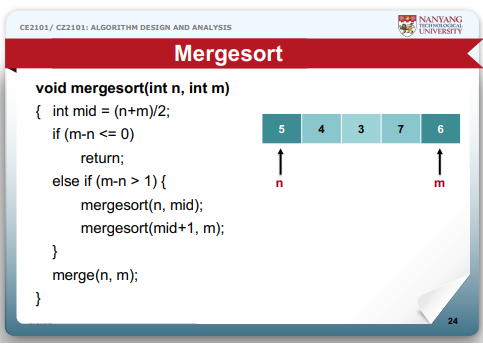 CE2101/ CZ2101: ALGORITHM DESIGN AND ANALYSIS
NANYANG
TECHNOLOGICAL
UNIVERSITY
Mergesort
void mergesort(int n, int m)
{ int mid = (n+m)/2;
if (m-n <= 0)
return;
else if (m-n > 1) {
mergesort(n, mid);
mergesort(mid+1, m);
}
merge(n, m);
}
5 4 3 7 6
n m
24